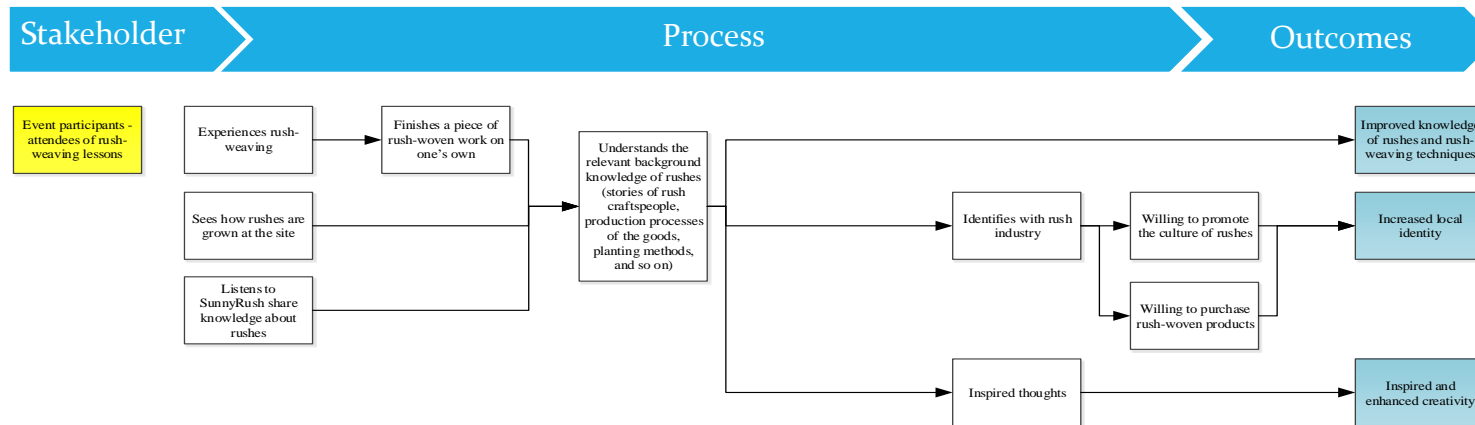 Stakeholder
Process
Outcomes
Event participants -
attendees of rush-
weaving lessons
Experiences rush-
weaving
Finishes a piece of
rush-woven work on
one's own
Sees how rushes are
grown at the site
Listens to
SunnyRush share
knowledge about
rushes
Understands the
relevant background
knowledge of rushes
(stories of rush
craftspeople,
production processes
of the goods,
planting methods,
and so on)
Identifies with rush
industry
Willing to promote
the culture of rushes
Willing to purchase
rush-woven products
Inspired thoughts
Improved knowledge
of rushes and rush-
weaving techniques
Increased local
identity
Inspired and
enhanced creativity